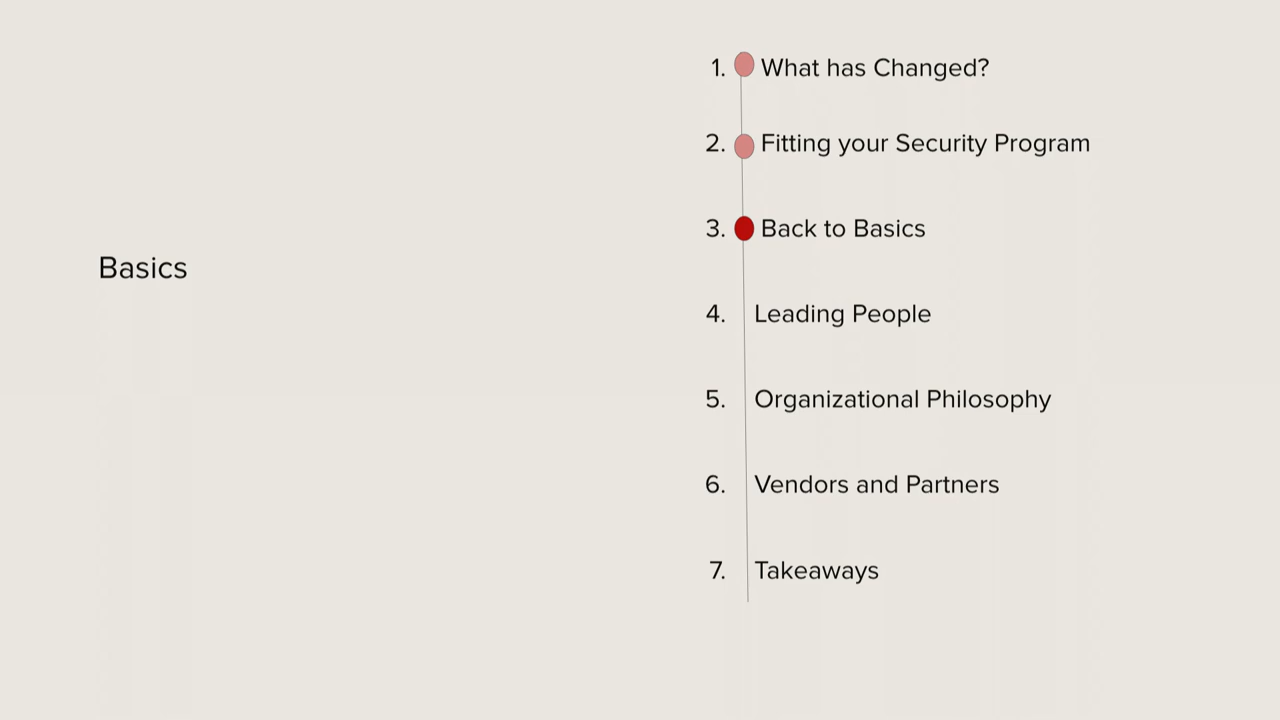 Basics
1. What has Changed?
2. Fitting your Security Program
3. Back to Basics
4. Leading People
5. Organizational Philosophy
6. Vendors and Partners
7. Takeaways